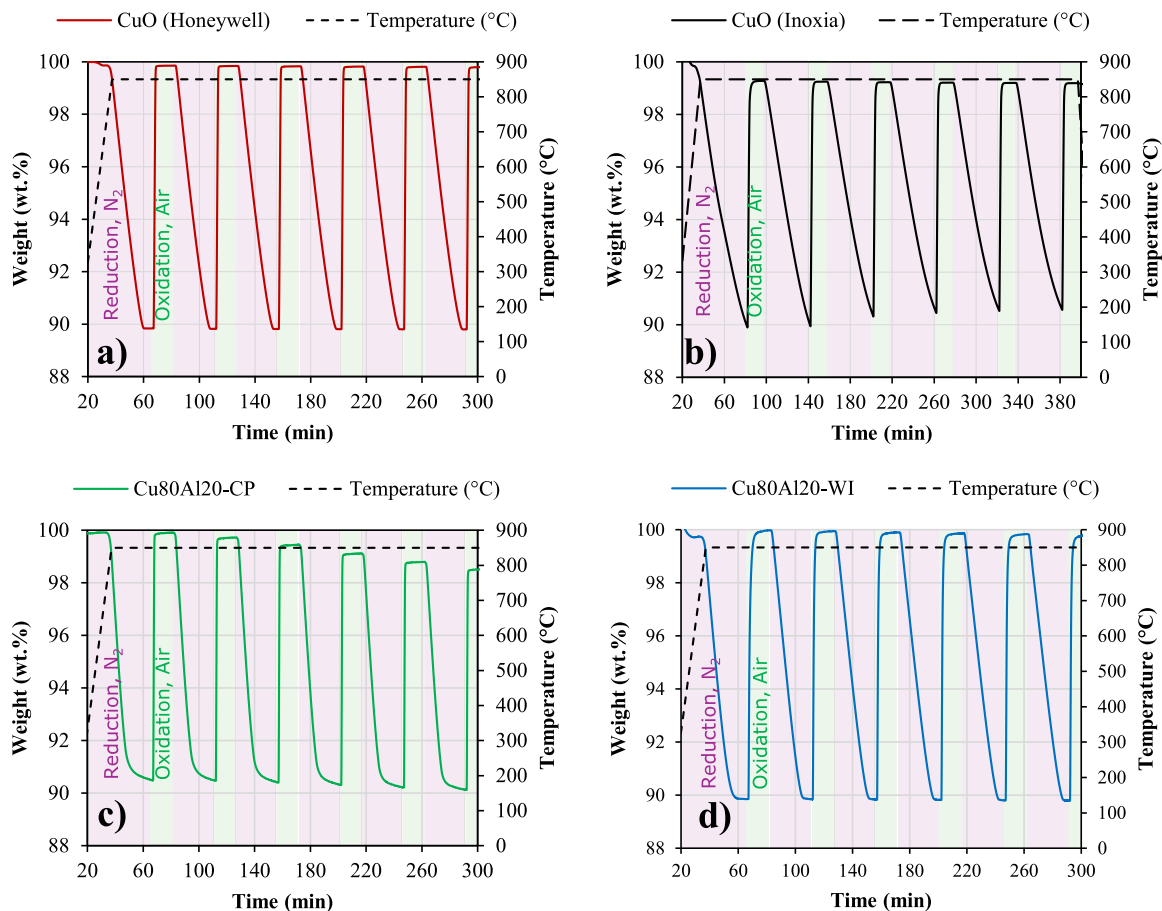 CuO (Honeywell) Temperature (°C)
100
98
96
94
92
90
88
Weight (wt.%)
Reduction, N₂
Oxidation, Air
a)
900
800
700
600
500
400
300
200
100
0
Temperature (°C)
20 60 100 140 180 220 260 300
Time (min)
CuO (Inoxia) Temperature (°C)
100
98
96
94
92
90
88
Weight (wt.%)
Reduction, N₂
Oxidation, Air
b)
900
800
700
600
500
400
300
200
100
0
Temperature (°C)
20 60 100 140 180 220 260 300 340 380
Time (min)
Cu80Al20-CP Temperature (°C)
100
98
96
94
92
90
88
Weight (wt.%)
Reduction, N₂
Oxidation, Air
c)
900
800
700
600
500
400
300
200
100
0
Temperature (°C)
20 60 100 140 180 220 260 300
Time (min)
Cu80Al20-WI Temperature (°C)
100
98
96
94
92
90
88
Weight (wt.%)
Reduction, N₂
Oxidation, Air
d)
900
800
700
600
500
400
300
200
100
0
Temperature (°C)
20 60 100 140 180 220 260 300
Time (min)